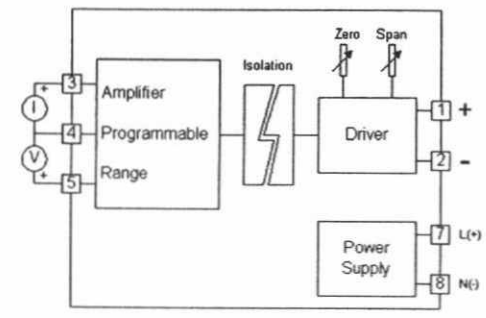 Zero Span
Isolation
3
+
Amplifier
I
1 +
4
Programmable
Driver
V
2 -
+
5
Range
7 L(+)
Power
Supply
8 N(-)